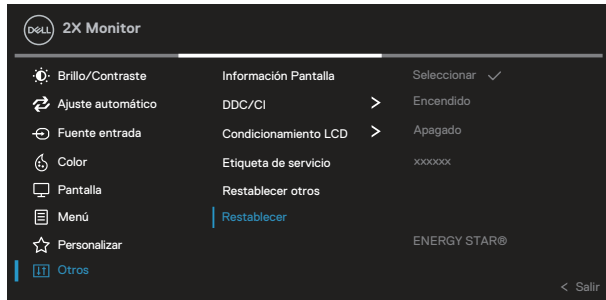 DELL 2X Monitor
Brillo/Contraste Información Pantalla Seleccionar ✓
Ajuste automático DDC/CI > Encendido
Fuente entrada Condicionamiento LCD > Apagado
Color Etiqueta de servicio xxxxxx
Pantalla Restablecer otros
Menú Restablecer
Personalizar ENERGY STAR®
Otros
< Salir